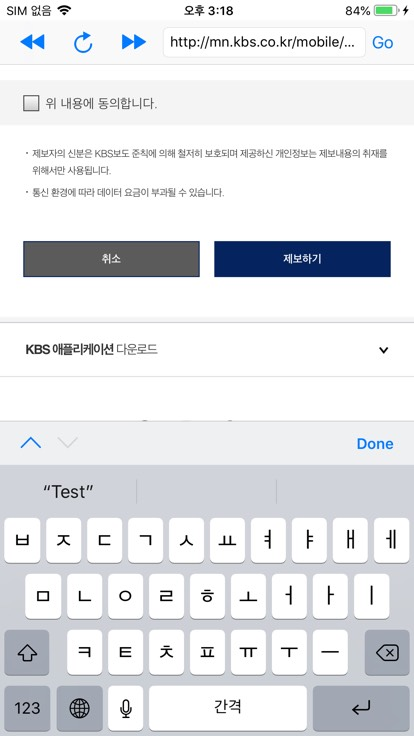 SIM 없음 오후 3:18 84%
http://mn.kbs.co.kr/mobile/... Go
위 내용에 동의합니다.
· 제보자의 신분은 KBS보도 준칙에 의해 철저히 보호되며 제공하신 개인정보는 제보내용의 취재를
위해서만 사용됩니다.
· 통신 환경에 따라 데이터 요금이 부과될 수 있습니다.
취소 제보하기
KBS 애플리케이션 다운로드
Done
“Test”
ㅂ ㅈ ㄷ ㄱ ㅅ ㅛ ㅕ ㅑ ㅐ ㅔ
ㅁ ㄴ ㅇ ㄹ ㅎ ㅗ ㅓ ㅏ ㅣ
ㅋ ㅌ ㅊ ㅍ ㅠ ㅜ ㅡ
123 간격